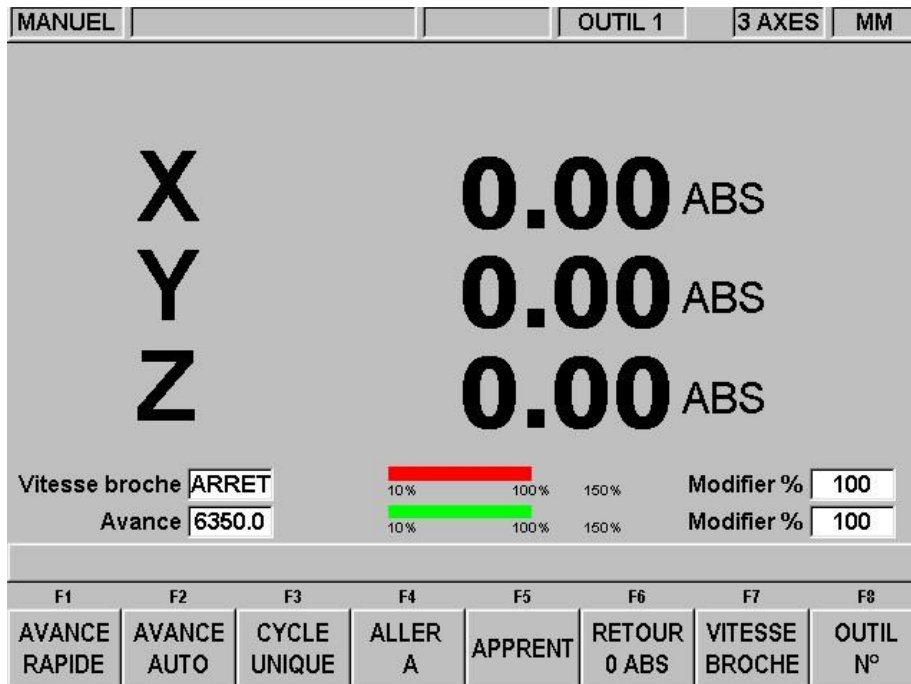 MANUEL OUTIL 1 3 AXES MM
X 0.00 ABS
Y 0.00 ABS
Z 0.00 ABS
Vitesse broche ARRET 10% 100% 150% Modifier % 100
Avance 6350.0 10% 100% 150% Modifier % 100
F1 F2 F3 F4 F5 F6 F7 F8
AVANCE AVANCE CYCLE ALLER APPRENT RETOUR VITESSE OUTIL
RAPIDE AUTO UNIQUE A 0 ABS BROCHE N°